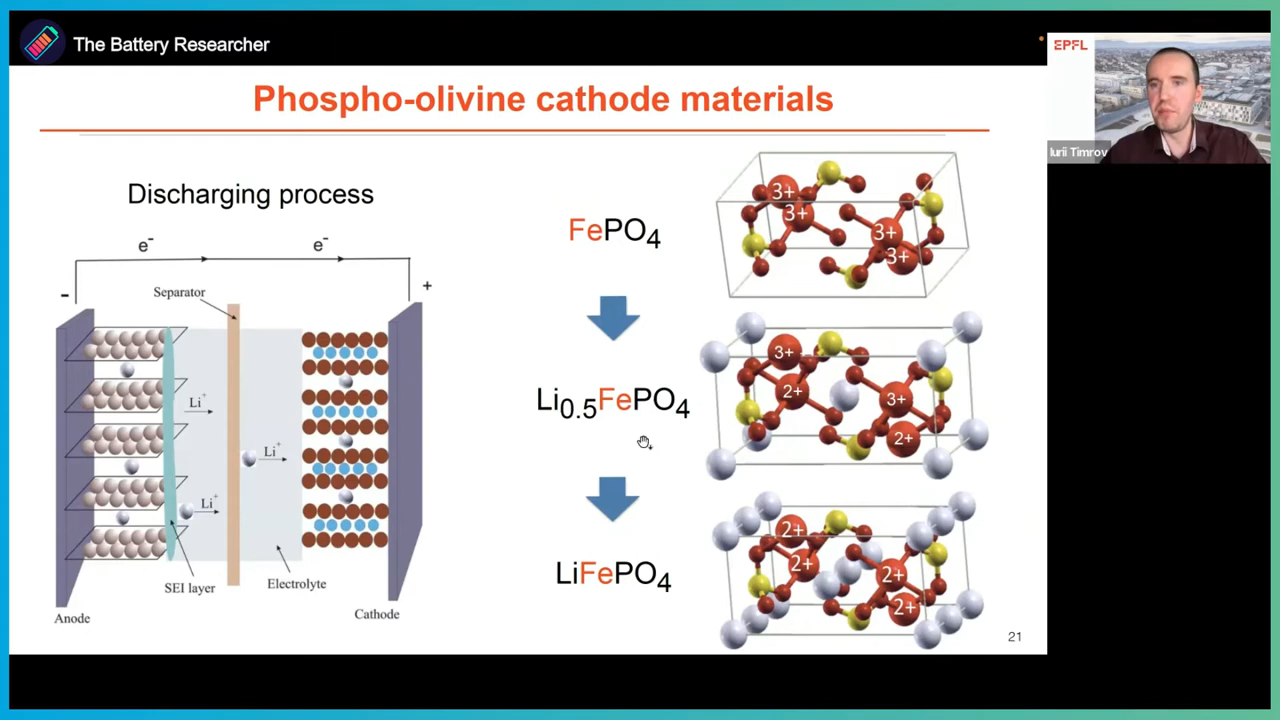 The Battery Researcher
EPFL
Iurii Timrov
Phospho-olivine cathode materials
Discharging process
e-
e-
-
+
Separator
Li+
Li+
Li+
SEI layer
Electrolyte
Anode
Cathode
FePO4
Li0.5FePO4
LiFePO4
3+
3+
3+
3+
3+
2+
3+
2+
2+
2+
2+
2+
21